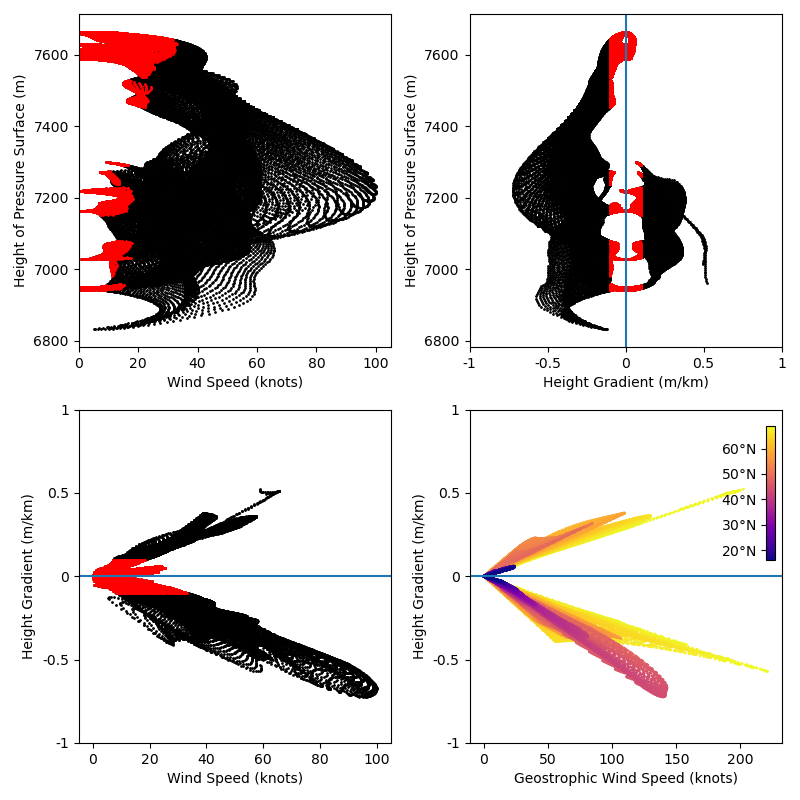 Height of Pressure Surface (m)
7600
7400
7200
7000
6800
0 20 40 60 80 100
Wind Speed (knots)
Height of Pressure Surface (m)
7600
7400
7200
7000
6800
-1 -0.5 0 0.5 1
Height Gradient (m/km)
Height Gradient (m/km)
1
0.5
0
-0.5
-1
0 20 40 60 80 100
Wind Speed (knots)
Height Gradient (m/km)
1
0.5
0
-0.5
-1
60°N
50°N
40°N
30°N
20°N
0 50 100 150 200
Geostrophic Wind Speed (knots)